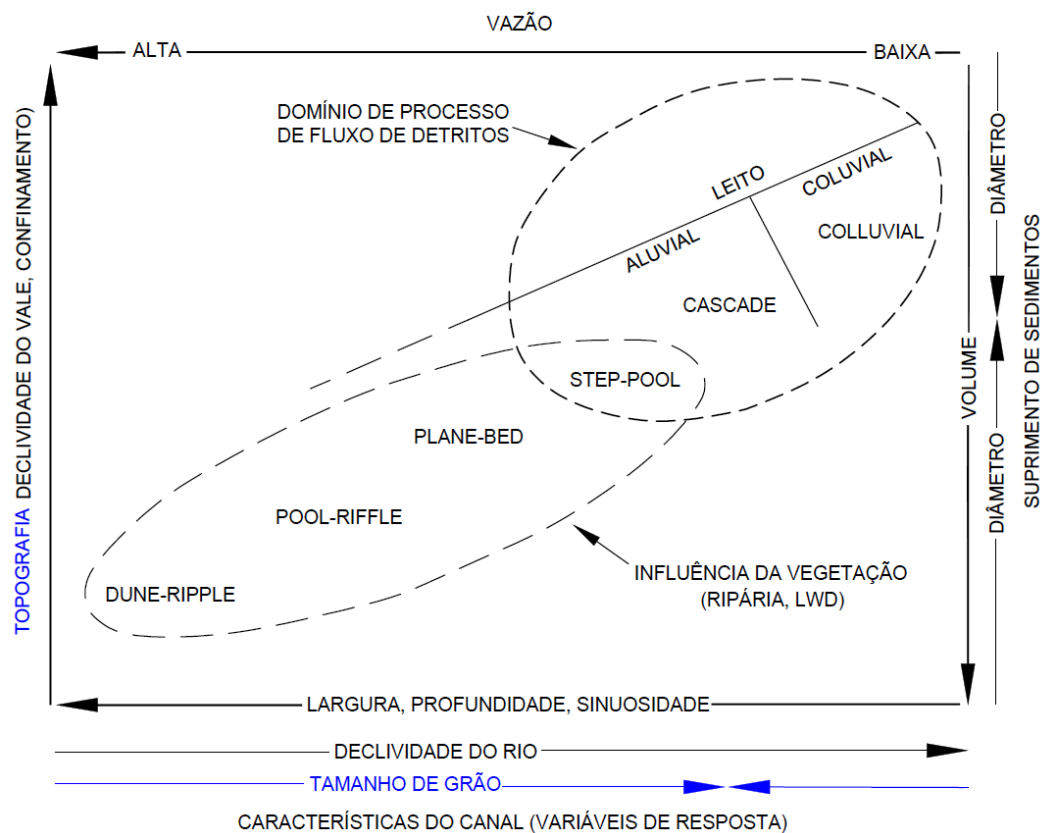 VAZÃO
ALTA
BAIXA
DOMÍNIO DE PROCESSO
DE FLUXO DE DETRITOS
LEITO
COLUVIAL
ALUVIAL
COLLUVIAL
CASCADE
STEP-POOL
PLANE-BED
POOL-RIFFLE
DUNE-RIPPLE
INFLUÊNCIA DA VEGETAÇÃO
(RIPÁRIA, LWD)
TOPOGRAFIA DECLIVIDADE DO VALE, CONFINAMENTO)
VOLUME
DIÂMETRO
DIÂMETRO
SUPRIMENTO DE SEDIMENTOS
LARGURA, PROFUNDIDADE, SINUOSIDADE
DECLIVIDADE DO RIO
TAMANHO DE GRÃO
CARACTERÍSTICAS DO CANAL (VARIÁVEIS DE RESPOSTA)